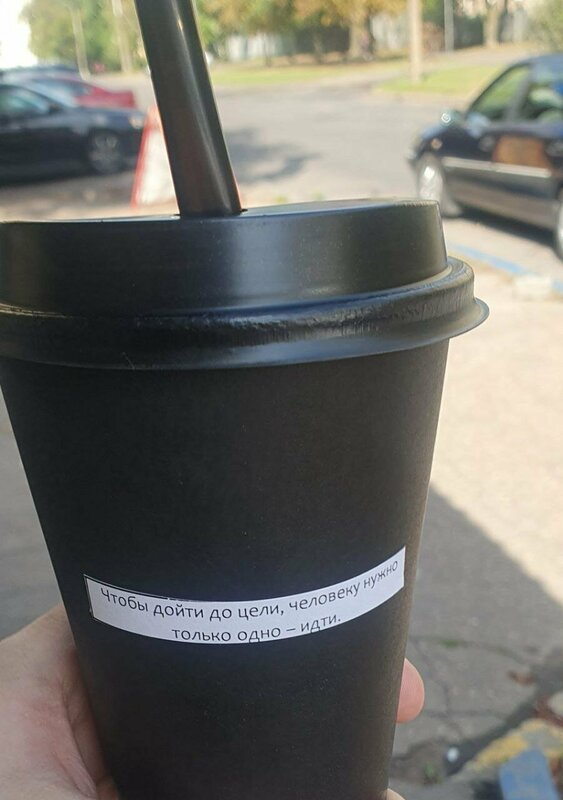 Чтобы дойти до цели, человеку нужно
только одно – идти.